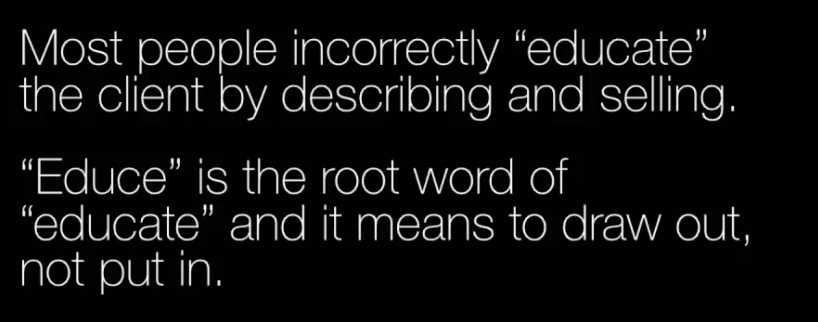 Most people incorrectly “educate”
the client by describing and selling.
“Educe” is the root word of
“educate” and it means to draw out,
not put in.